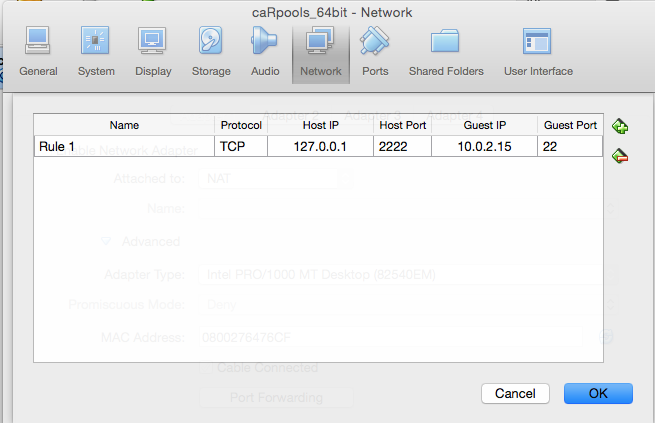 caRpools_64bit - Network
General System Display Storage Audio Network Ports Shared Folders User Interface
Adapter 2 Adapter 3 Adapter 4
Name Protocol Host IP Host Port Guest IP Guest Port
Rule 1 TCP 127.0.0.1 2222 10.0.2.15 22
Network Adapter
Attached to: NAT
Name:
Advanced
Adapter Type: Intel PRO/1000 MT Desktop (82540EM)
Promiscuous Mode: Deny
MAC Address: 0800276476CF
Cable Connected
Port Forwarding
Cancel OK